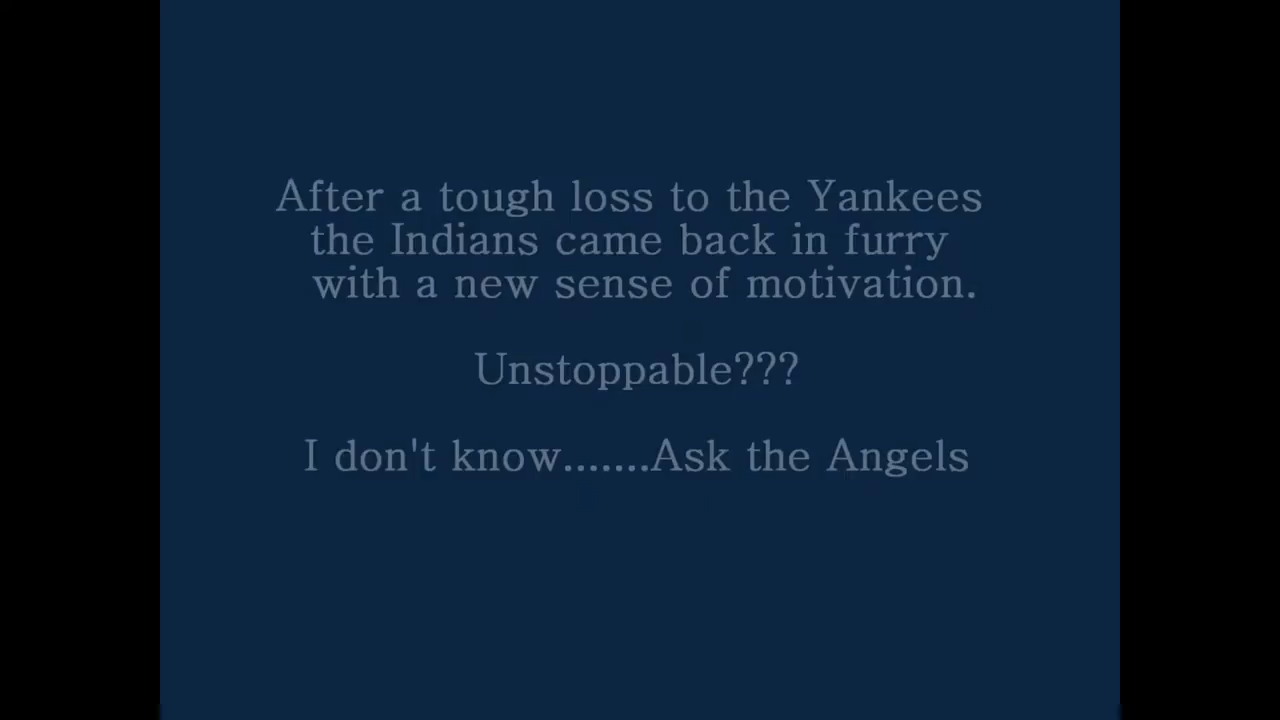 After a tough loss to the Yankees
the Indians came back in furry
with a new sense of motivation.
Unstoppable???
I don't know.......Ask the Angels